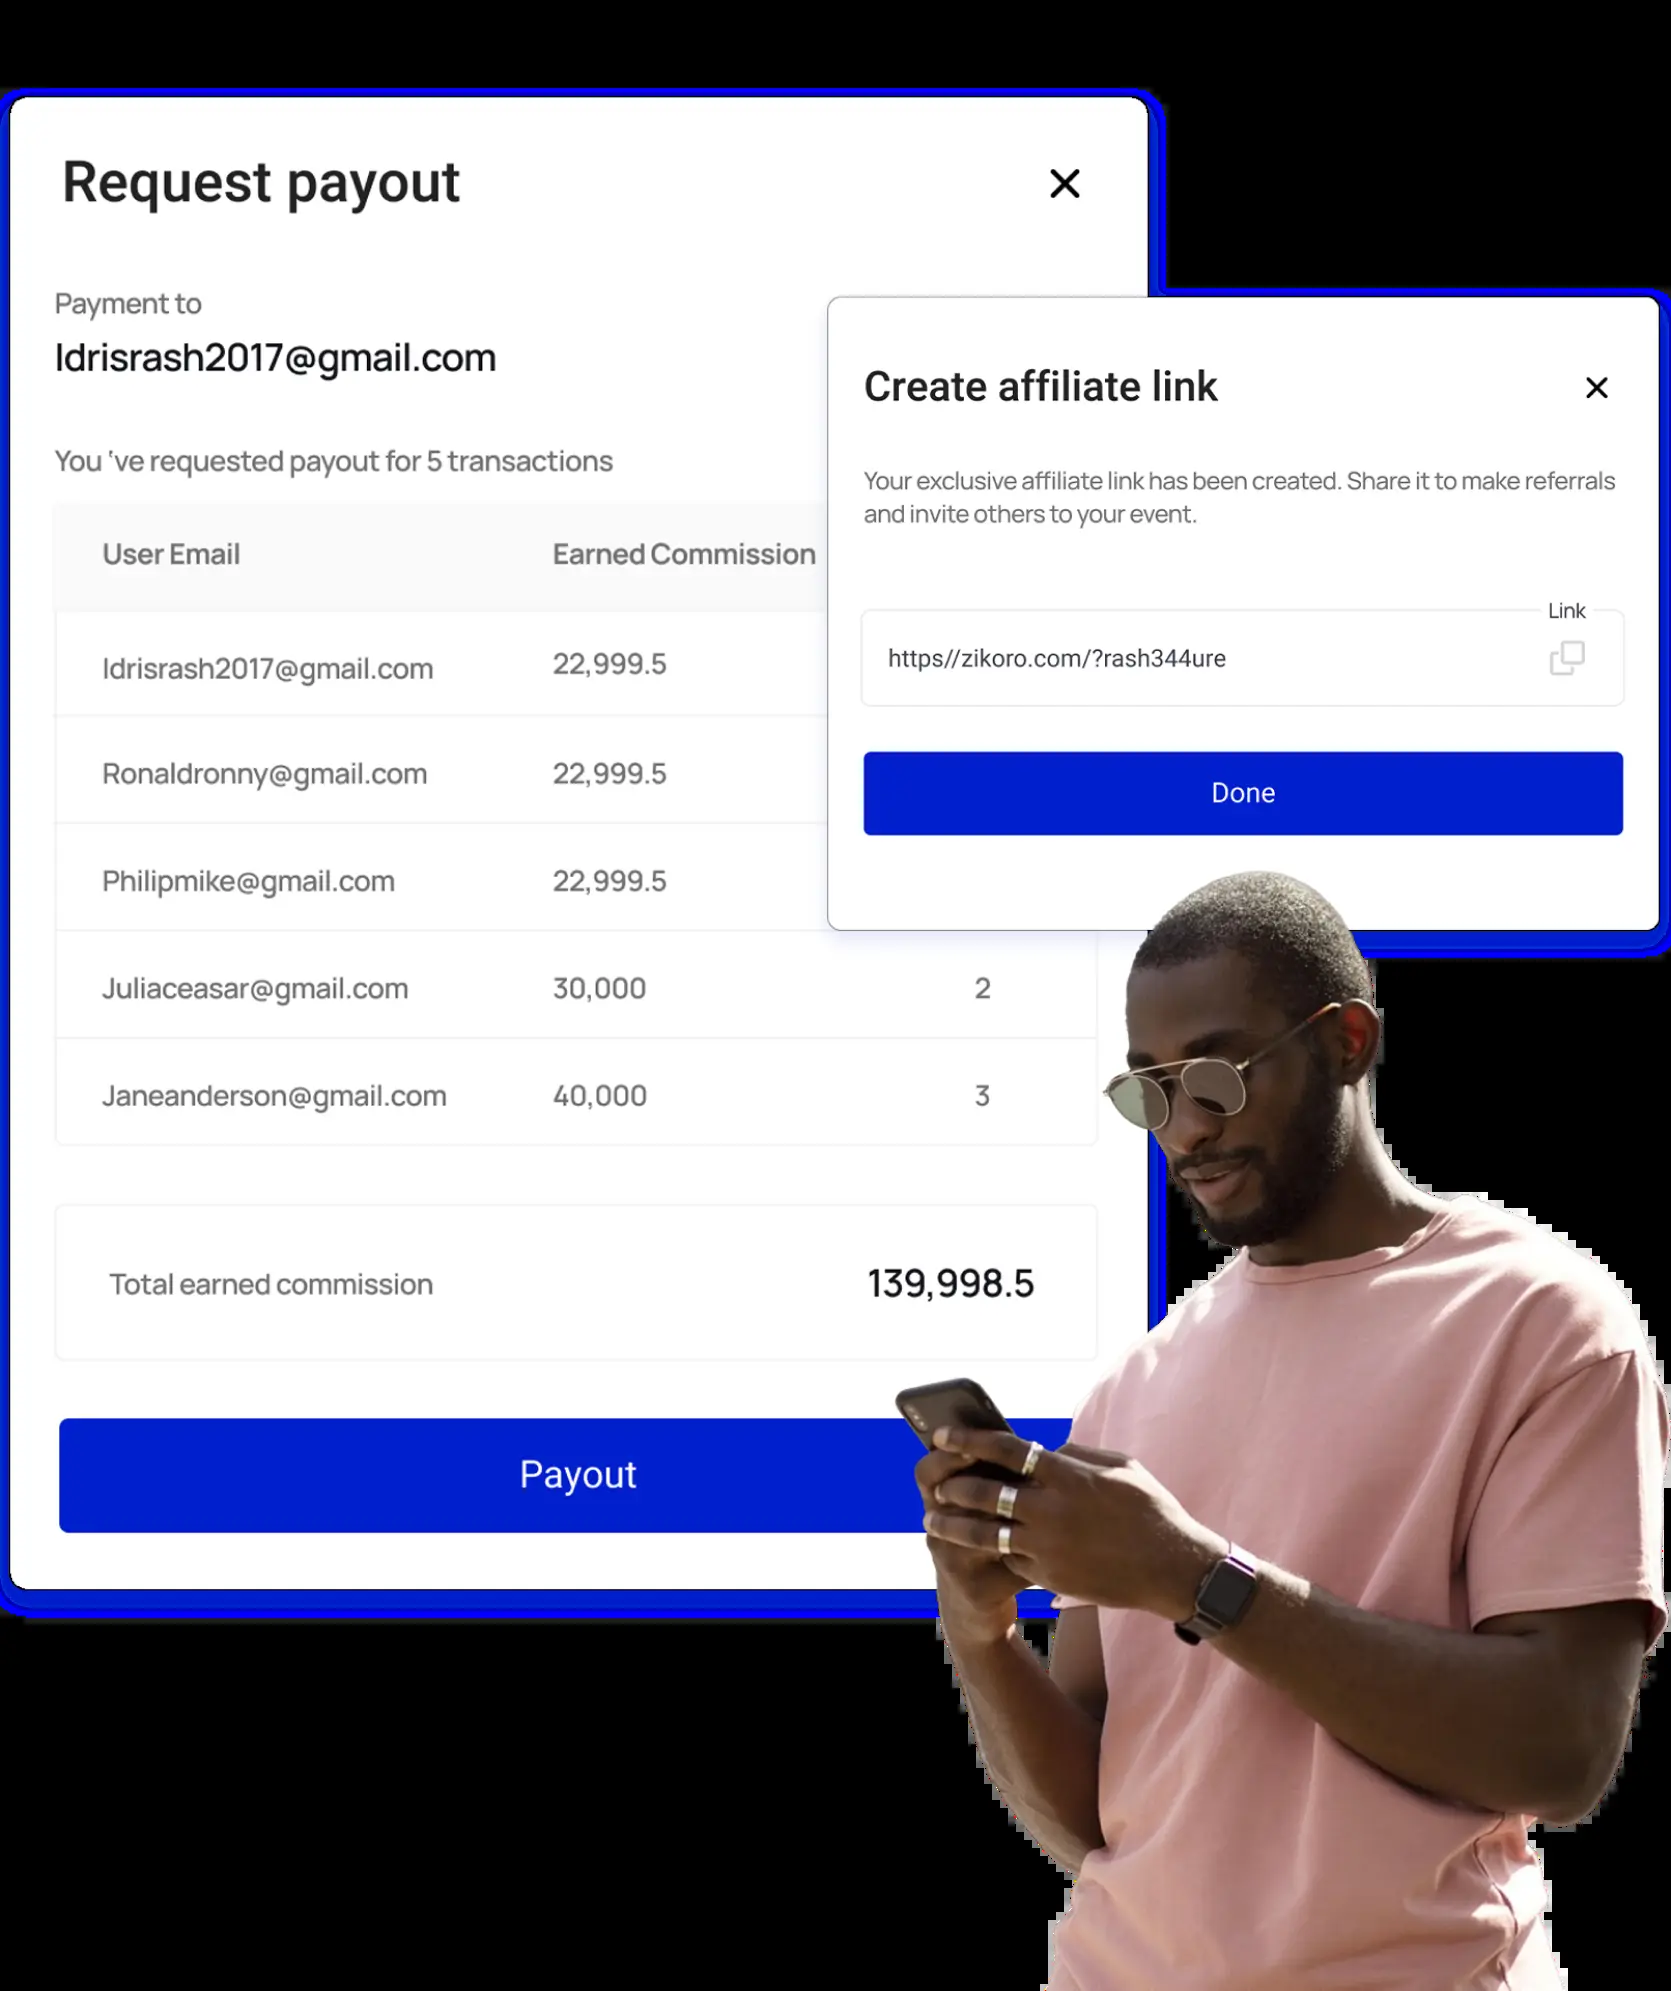 Request payout
Payment to
Idrisrash2017@gmail.com
You ‘ve requested payout for 5 transactions
User Email Earned Commission
Idrisrash2017@gmail.com 22,999.5
Ronaldronny@gmail.com 22,999.5
Philipmike@gmail.com 22,999.5
Juliaceasar@gmail.com 30,000 2
Janeanderson@gmail.com 40,000 3
Total earned commission 139,998.5
Payout
Create affiliate link
Your exclusive affiliate link has been created. Share it to make referrals
and invite others to your event.
Link
https//zikoro.com/?rash344ure
Done